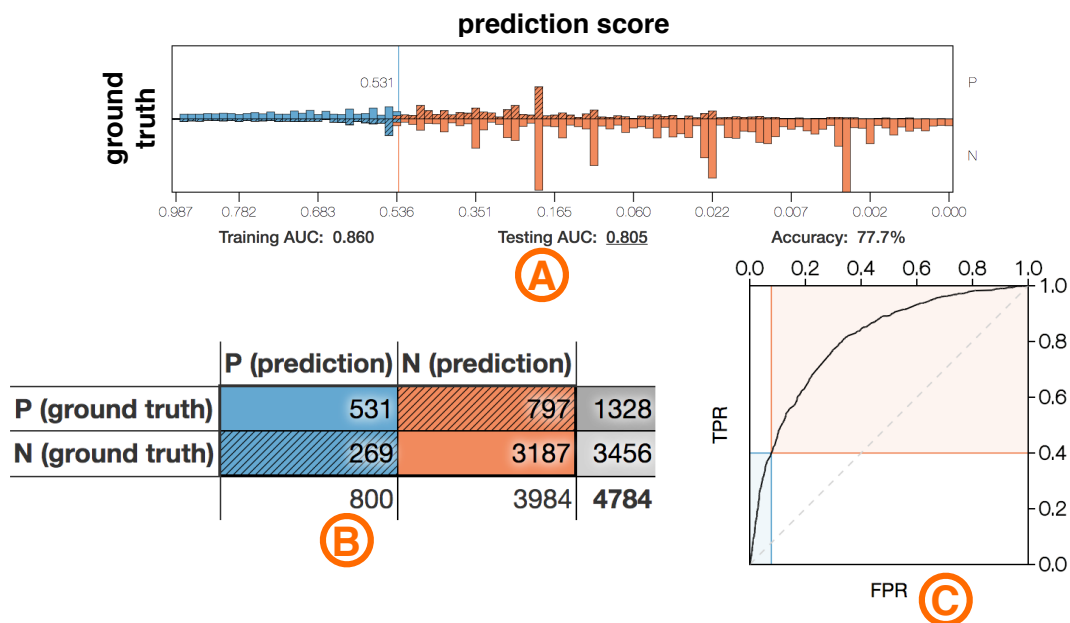 prediction score
ground
truth
0.531
P
N
0.987 0.782 0.683 0.536 0.351 0.165 0.060 0.022 0.007 0.002 0.000
Training AUC: 0.860 Testing AUC: 0.805 Accuracy: 77.7%
A
P (prediction) N (prediction)
P (ground truth) 531 797 1328
N (ground truth) 269 3187 3456
800 3984 4784
B
0.0 0.2 0.4 0.6 0.8 1.0
1.0
0.8
0.6
0.4
0.2
0.0
TPR
FPR
C